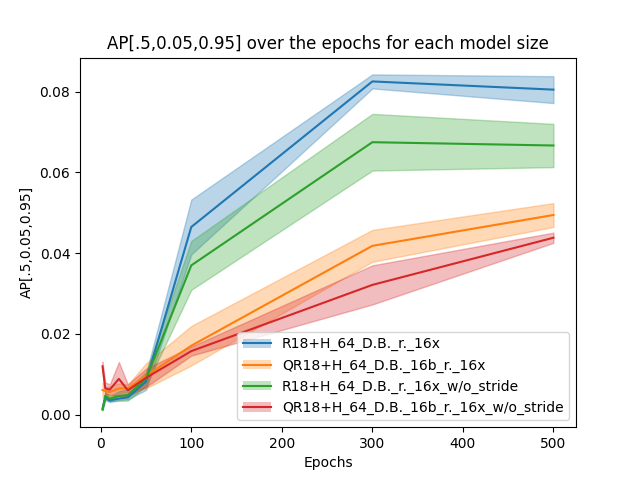 AP[.5,0.05,0.95] over the epochs for each model size
AP[.5,0.05,0.95]
0.08
0.06
0.04
0.02
0.00
R18+H_64_D.B._r._16x
QR18+H_64_D.B._16b_r._16x
R18+H_64_D.B._r._16x_w/o_stride
QR18+H_64_D.B._16b_r._16x_w/o_stride
0 100 200 300 400 500
Epochs